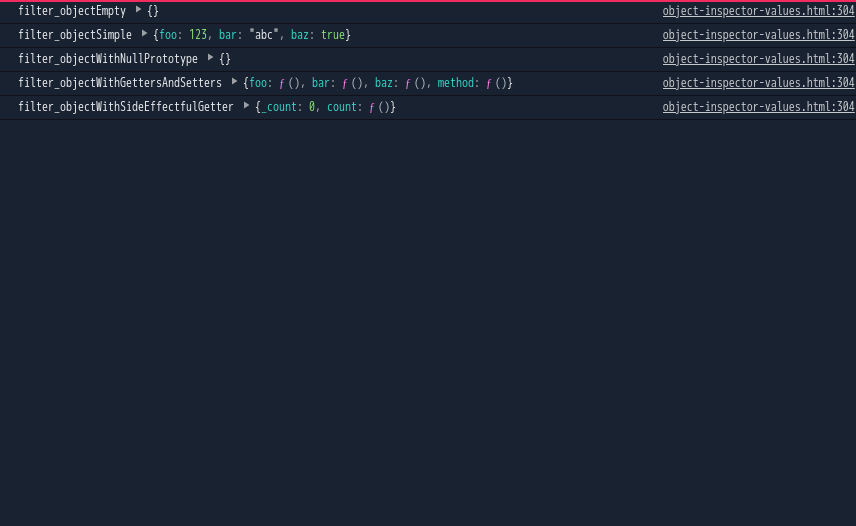 filter_objectEmpty ▶ {} object-inspector-values.html:304
filter_objectSimple ▶ {foo: 123, bar: "abc", baz: true} object-inspector-values.html:304
filter_objectWithNullPrototype ▶ {} object-inspector-values.html:304
filter_objectWithGettersAndSetters ▶ {foo: ƒ (), bar: ƒ (), baz: ƒ (), method: ƒ ()} object-inspector-values.html:304
filter_objectWithSideEffectfulGetter ▶ {_count: 0, count: ƒ ()} object-inspector-values.html:304